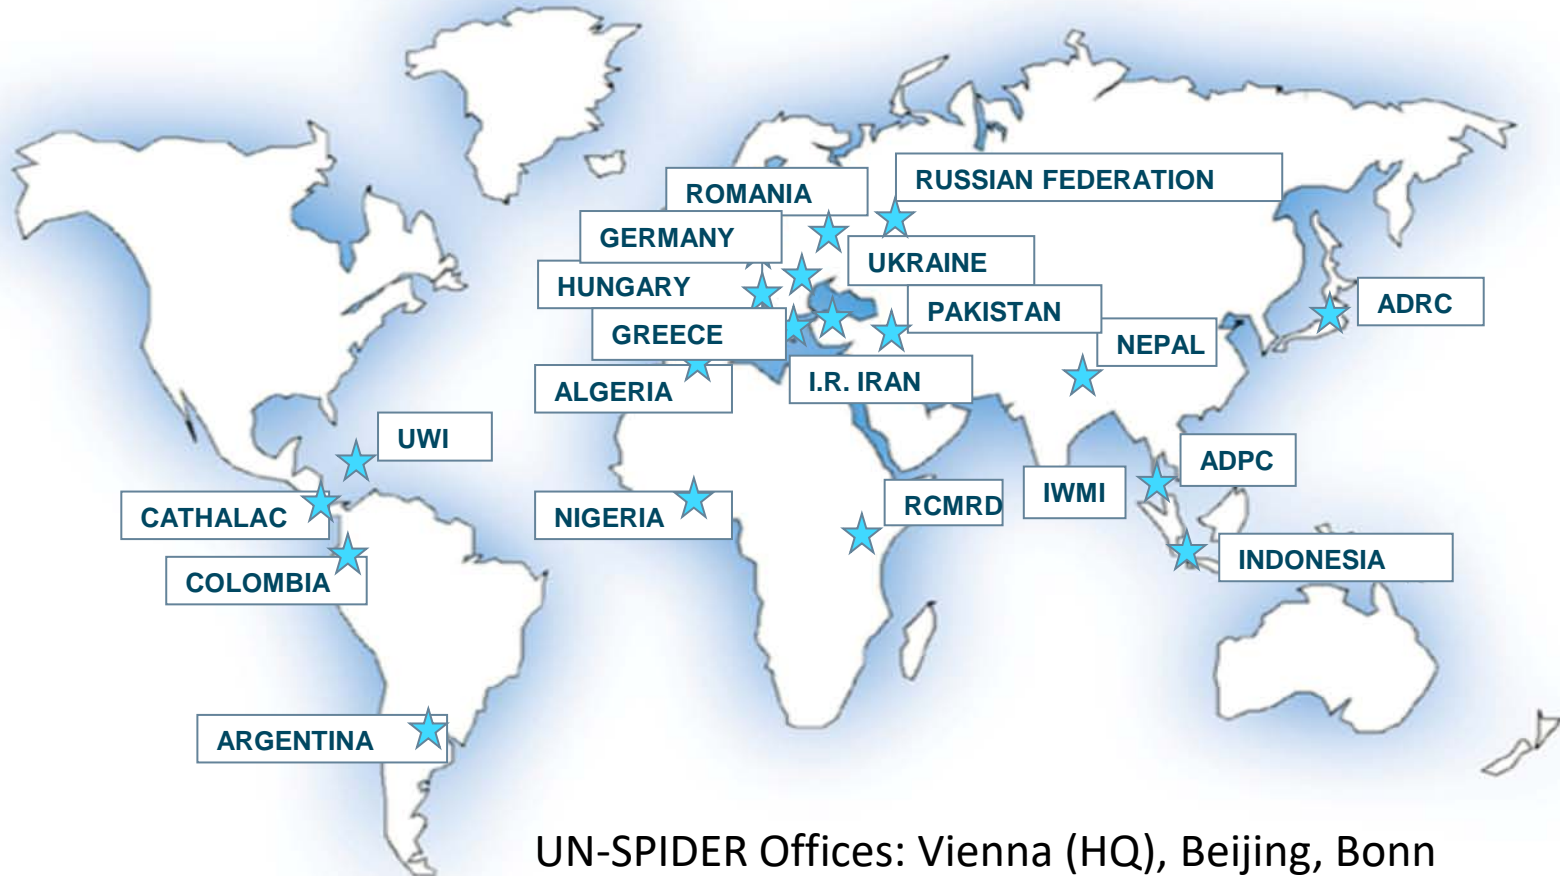 RUSSIAN FEDERATION
ROMANIA
GERMANY
UKRAINE
HUNGARY
PAKISTAN
ADRC
GREECE
NEPAL
ALGERIA
I.R. IRAN
UWI
ADPC
IWMI
RCMRD
CATHALAC
NIGERIA
INDONESIA
COLOMBIA
ARGENTINA
UN-SPIDER Offices: Vienna (HQ), Beijing, Bonn